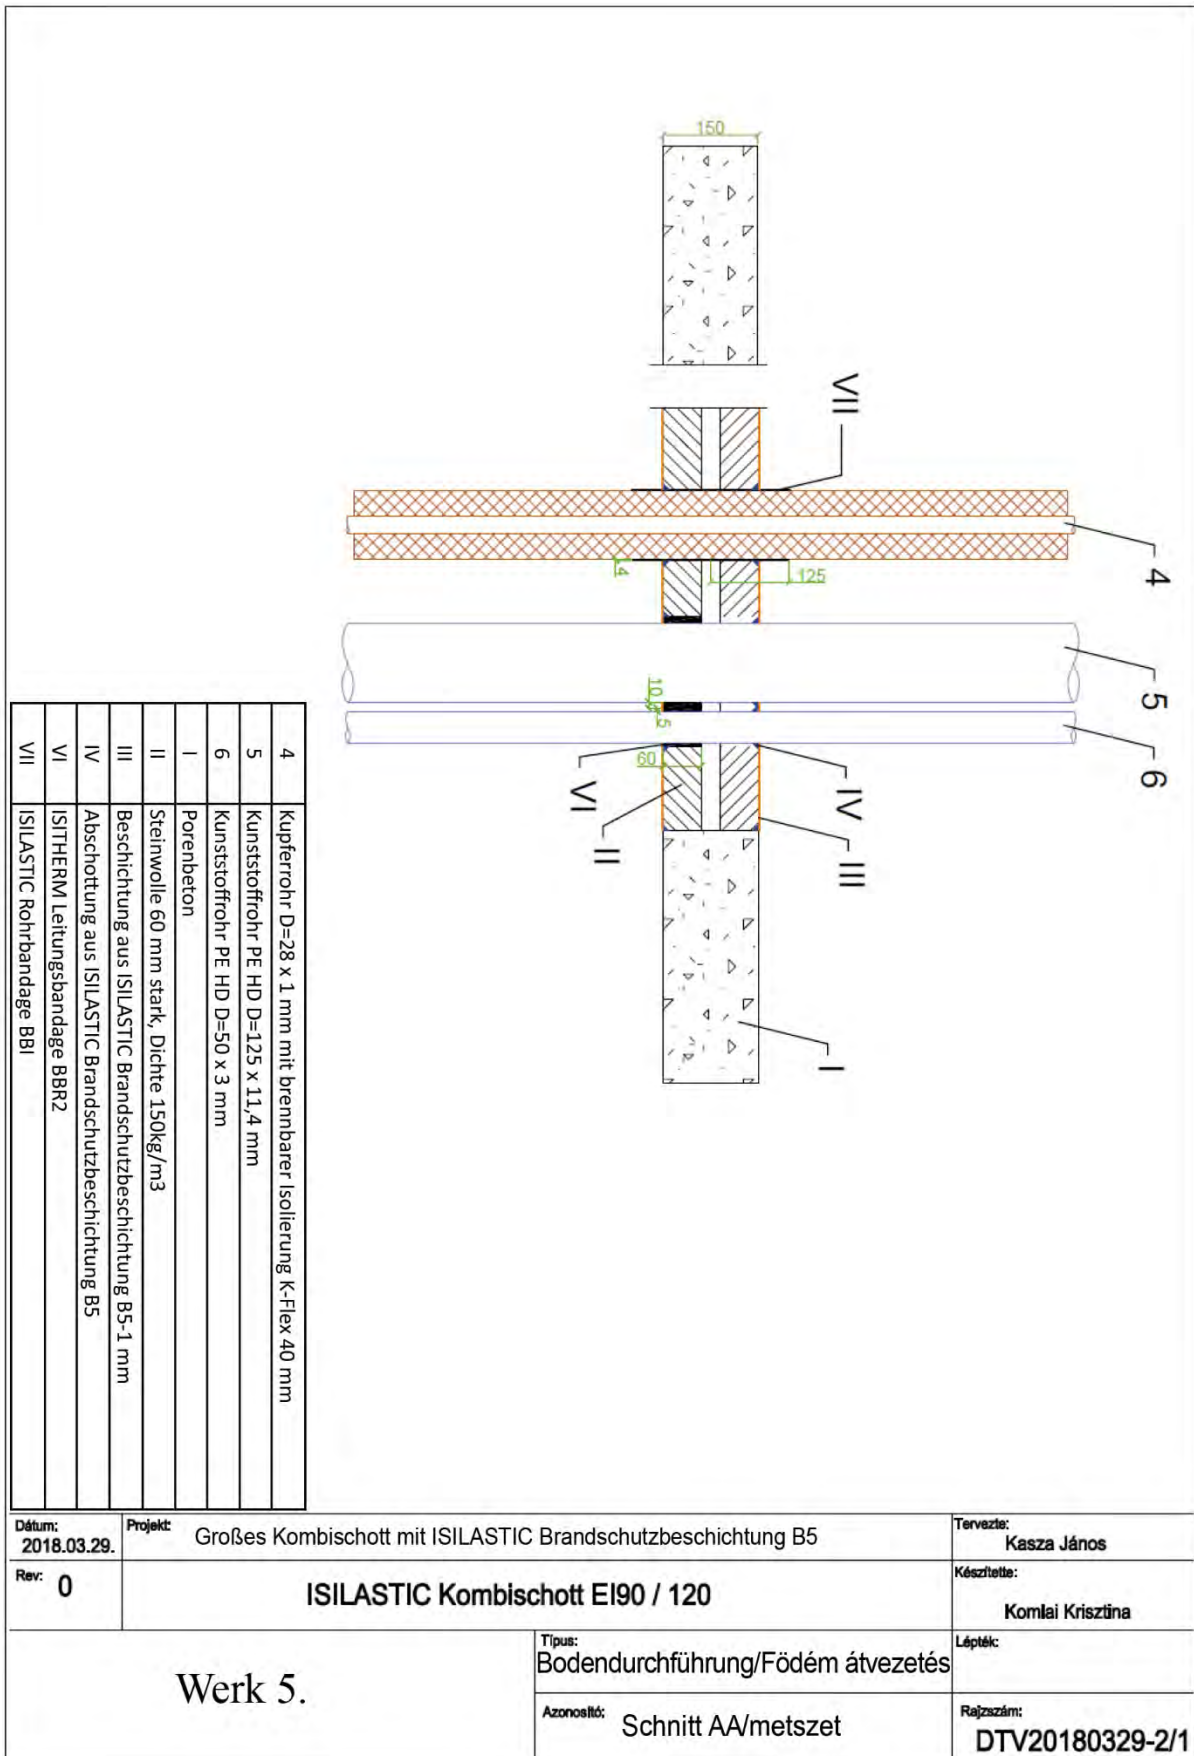 150
VII
4
125
4
5
10
5
6
60
VI
IV
II
III
I
4 Kupferrohr D=28 x 1 mm mit brennbarer Isolierung K-Flex 40 mm
5 Kunststoffrohr PE HD D=125 x 11,4 mm
6 Kunststoffrohr PE HD D=50 x 3 mm
I Porenbeton
II Steinwolle 60 mm stark, Dichte 150kg/m3
III Beschichtung aus ISILASTIC Brandschutzbeschichtung B5-1 mm
IV Abschottung aus ISILASTIC Brandschutzbeschichtung B5
VI ISITHERM Leitungsbandage BBR2
VII ISILASTIC Rohrbandage BBI
Dátum:
2018.03.29.
Projekt:
Großes Kombischott mit ISILASTIC Brandschutzbeschichtung B5
Tervezte:
Kasza János
Rev: 0
ISILASTIC Kombischott EI90 / 120
Készítette:
Komlai Krisztina
Werk 5.
Típus:
Bodendurchführung/Födém átvezetés
Lépték:
Azonosító:
Schnitt AA/metszet
Rajzszám:
DTV20180329-2/1